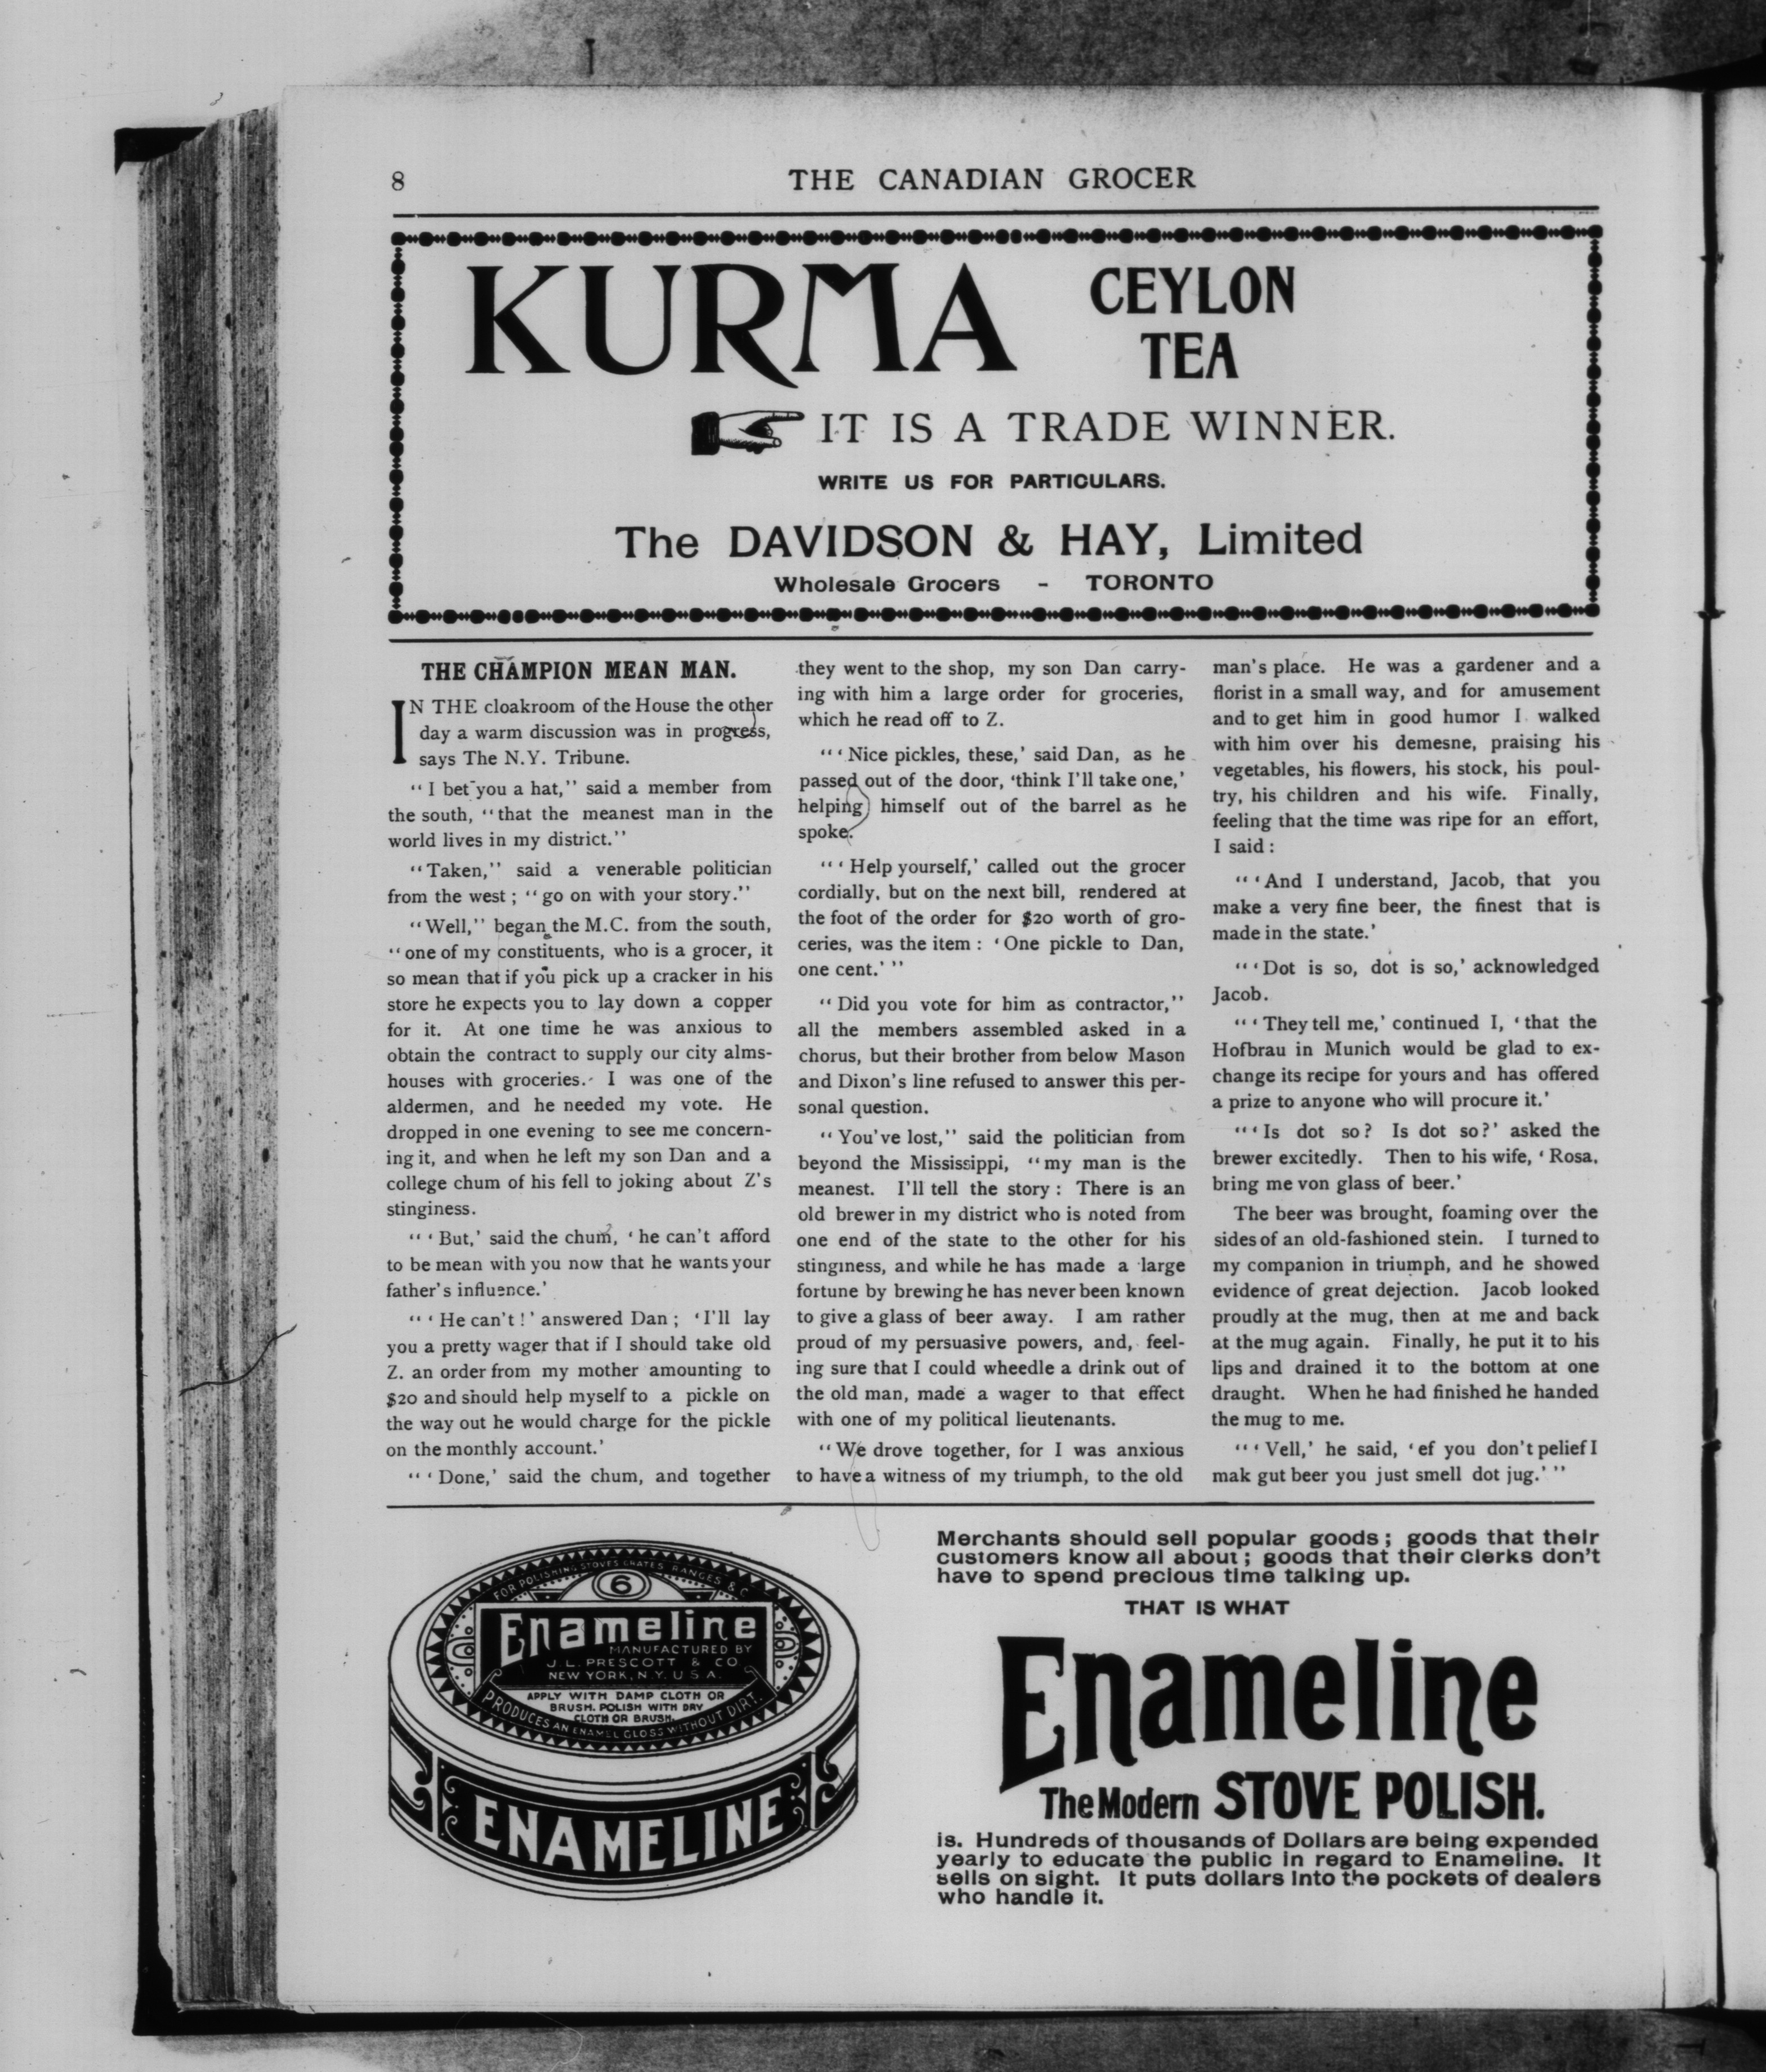 8
THE CANADIAN GROCER
KURMA
CEYLON
TEA
IT IS A TRADE WINNER.
WRITE US FOR PARTICULARS.
The DAVIDSON & HAY, Limited
Wholesale Grocers - TORONTO
THE CHAMPION MEAN MAN.
IN THE cloakroom of the House the other
day a warm discussion was in progress,
says The N.Y. Tribune.
"I bet you a hat," said a member from
the south, "that the meanest man in the
world lives in my district."
"Taken," said a venerable politician
from the west; "go on with your story."
"Well," began the M.C. from the south,
"one of my constituents, who is a grocer, it
so mean that if you pick up a cracker in his
store he expects you to lay down a copper
for it. At one time he was anxious to
obtain the contract to supply our city alms-
houses with groceries. I was one of the
aldermen, and he needed my vote. He
dropped in one evening to see me concern-
ing it, and when he left my son Dan and a
college chum of his fell to joking about Z's
stinginess.
"'But,' said the chum, 'he can't afford
to be mean with you now that he wants your
father's influence.'
"'He can't!' answered Dan; 'I'll lay
you a pretty wager that if I should take old
Z. an order from my mother amounting to
$20 and should help myself to a pickle on
the way out he would charge for the pickle
on the monthly account.'
"'Done,' said the chum, and together
they went to the shop, my son Dan carry-
ing with him a large order for groceries,
which he read off to Z.
"'Nice pickles, these,' said Dan, as he
passed out of the door, 'think I'll take one,'
helping himself out of the barrel as he
spoke.
"'Help yourself,' called out the grocer
cordially, but on the next bill, rendered at
the foot of the order for $20 worth of gro-
ceries, was the item: 'One pickle to Dan,
one cent.'"
"Did you vote for him as contractor,"
all the members assembled asked in a
chorus, but their brother from below Mason
and Dixon's line refused to answer this per-
sonal question.
"You've lost," said the politician from
beyond the Mississippi, "my man is the
meanest. I'll tell the story: There is an
old brewer in my district who is noted from
one end of the state to the other for his
stinginess, and while he has made a large
fortune by brewing he has never been known
to give a glass of beer away. I am rather
proud of my persuasive powers, and, feel-
ing sure that I could wheedle a drink out of
the old man, made a wager to that effect
with one of my political lieutenants.
"We drove together, for I was anxious
to have a witness of my triumph, to the old
man's place. He was a gardener and a
florist in a small way, and for amusement
and to get him in good humor I walked
with him over his demesne, praising his
vegetables, his flowers, his stock, his poul-
try, his children and his wife. Finally,
feeling that the time was ripe for an effort,
I said:
"'And I understand, Jacob, that you
make a very fine beer, the finest that is
made in the state.'
"'Dot is so, dot is so,' acknowledged
Jacob.
"'They tell me,' continued I, 'that the
Hofbrau in Munich would be glad to ex-
change its recipe for yours and has offered
a prize to anyone who will procure it.'
"'Is dot so? Is dot so?' asked the
brewer excitedly. Then to his wife, 'Rosa,
bring me von glass of beer.'
The beer was brought, foaming over the
sides of an old-fashioned stein. I turned to
my companion in triumph, and he showed
evidence of great dejection. Jacob looked
proudly at the mug, then at me and back
at the mug again. Finally, he put it to his
lips and drained it to the bottom at one
draught. When he had finished he handed
the mug to me.
"'Vell,' he said, 'ef you don't pelief I
mak gut beer you just smell dot jug.'"
FOR POLISHING STOVES GRATES, RANGES & C
6
Enameline
MANUFACTURED BY
J. L. PRESCOTT & CO
NEW YORK, N.Y. U.S.A.
APPLY WITH DAMP CLOTH OR
BRUSH. POLISH WITH DRY
CLOTH OR BRUSH.
PRODUCES AN ENAMEL GLOSS WITHOUT DIRT.
ENAMELINE
Merchants should sell popular goods; goods that their
customers know all about; goods that their clerks don't
have to spend precious time talking up.
THAT IS WHAT
Enameline
The Modern STOVE POLISH.
is. Hundreds of thousands of Dollars are being expended
yearly to educate the public in regard to Enameline. It
sells on sight. It puts dollars into the pockets of dealers
who handle it.